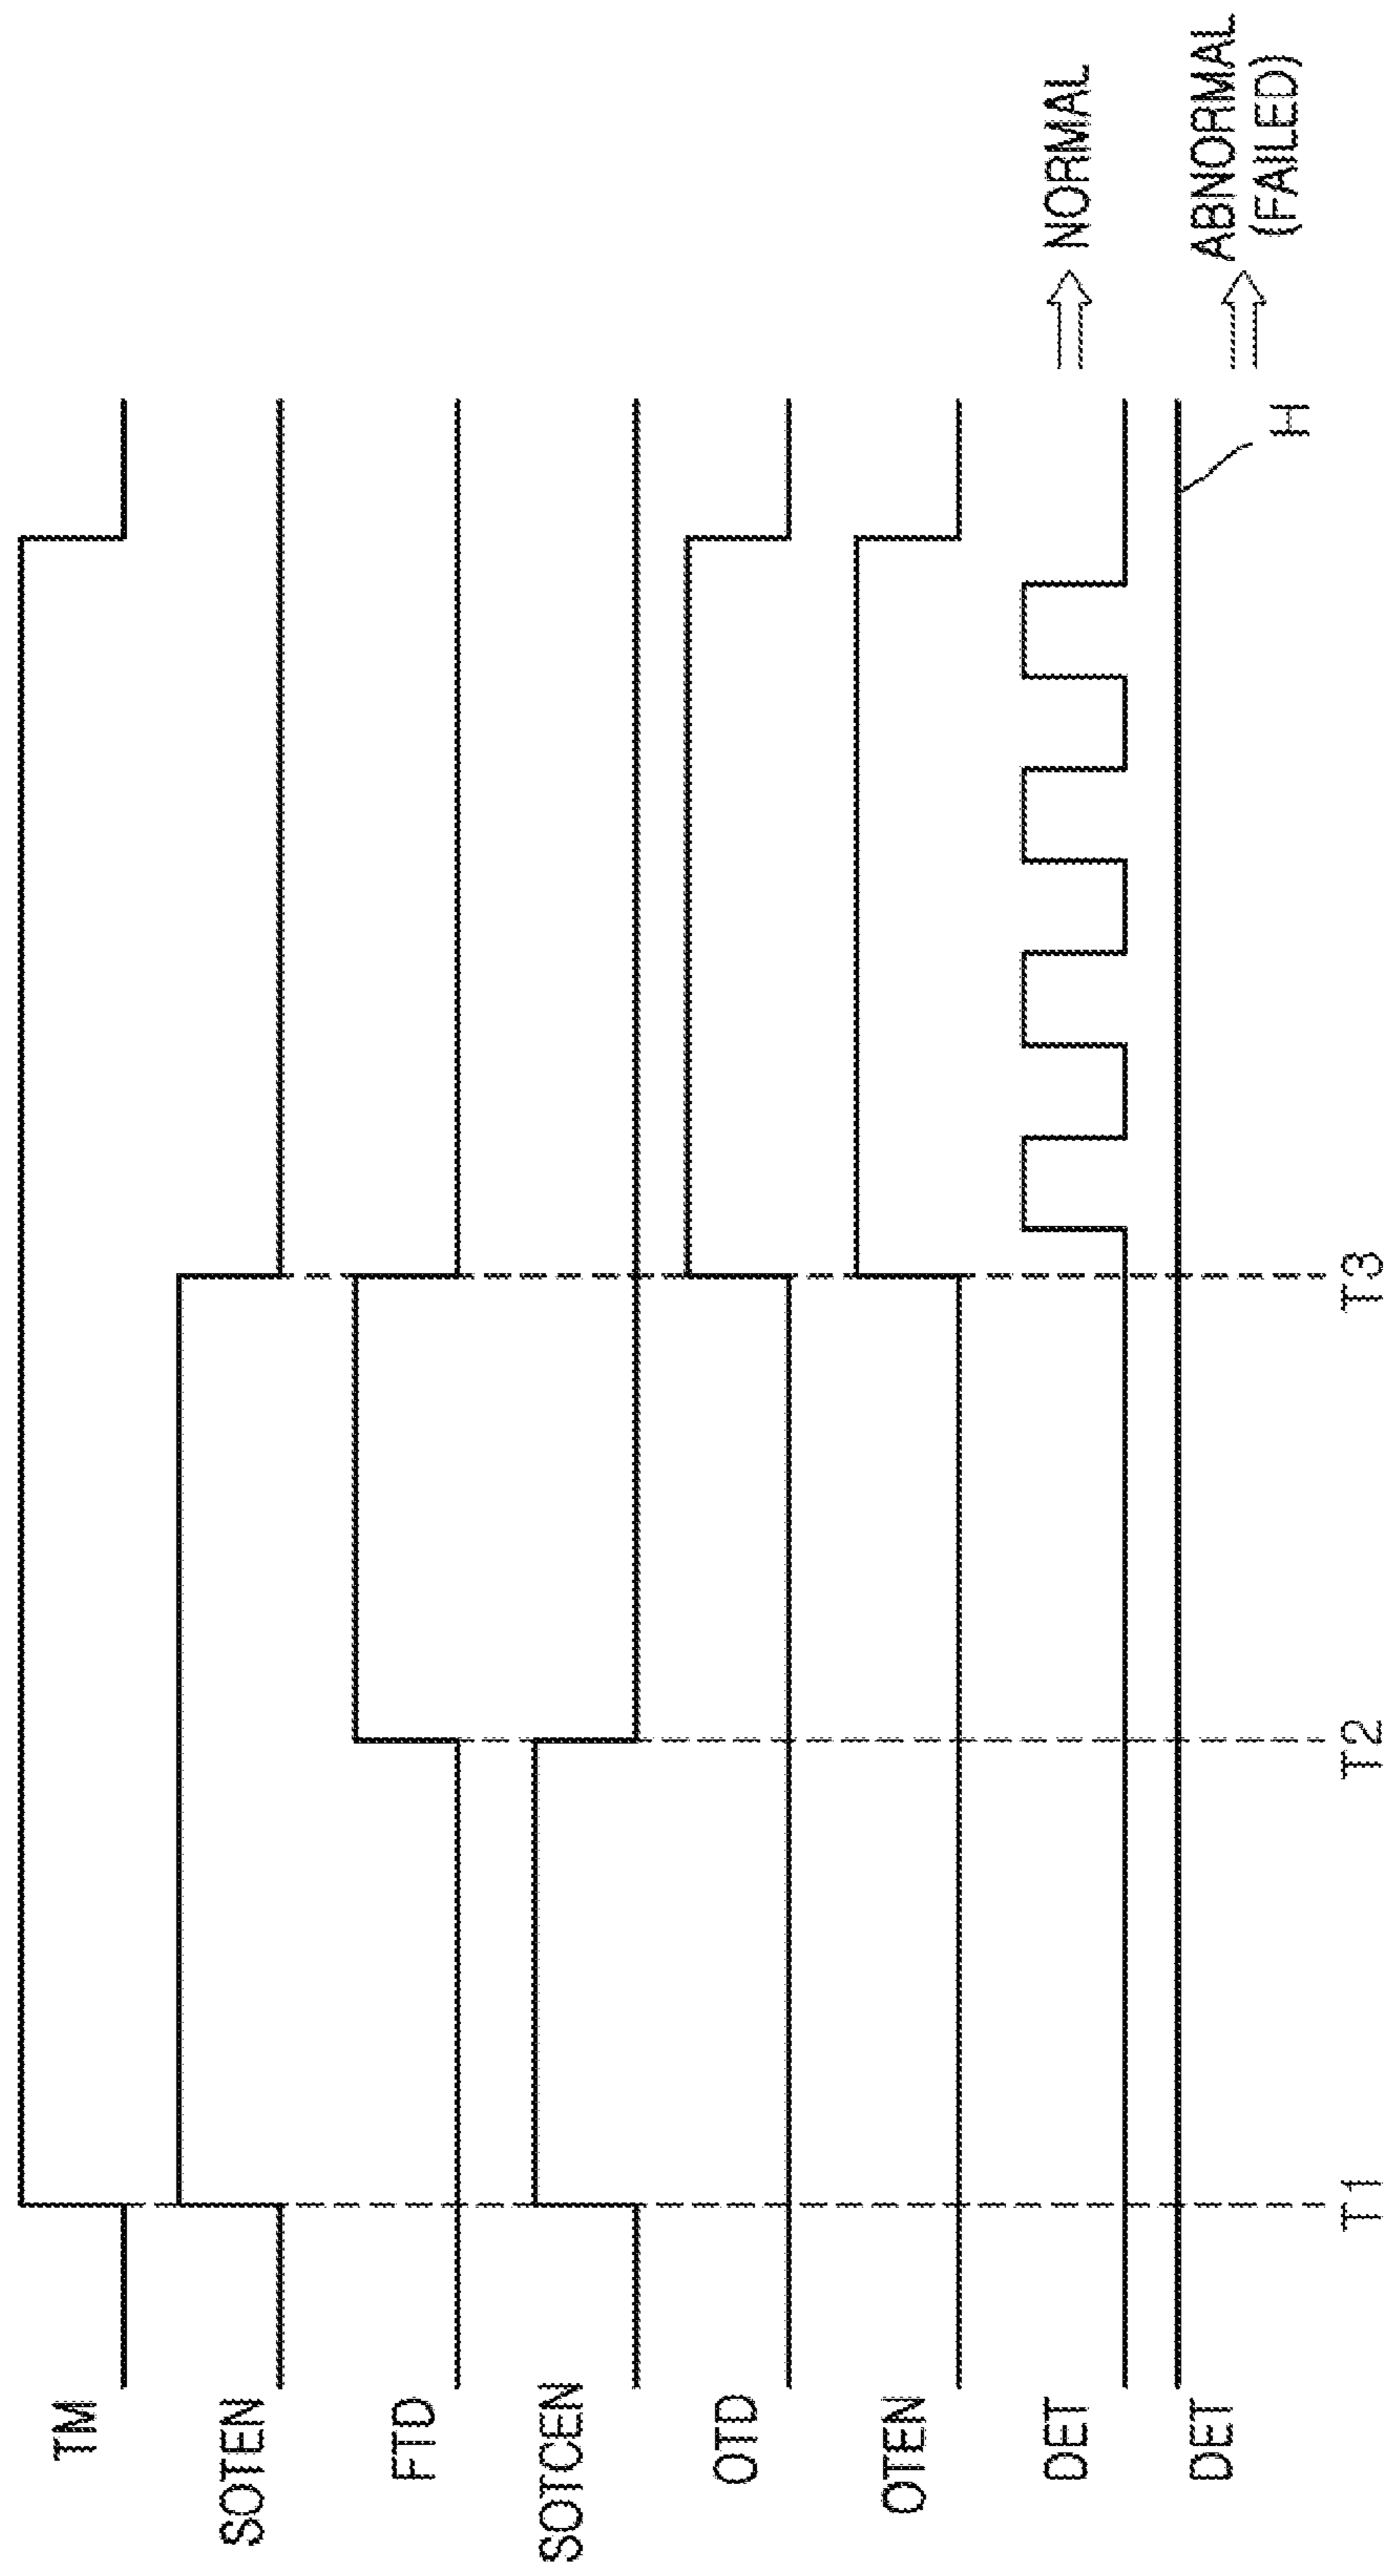 TM
SOTEN
FTD
SOTCEN
OTD
OTEN
DET
NORMAL
DET
ABNORMAL
(FAILED)
H
T1
T2
T3